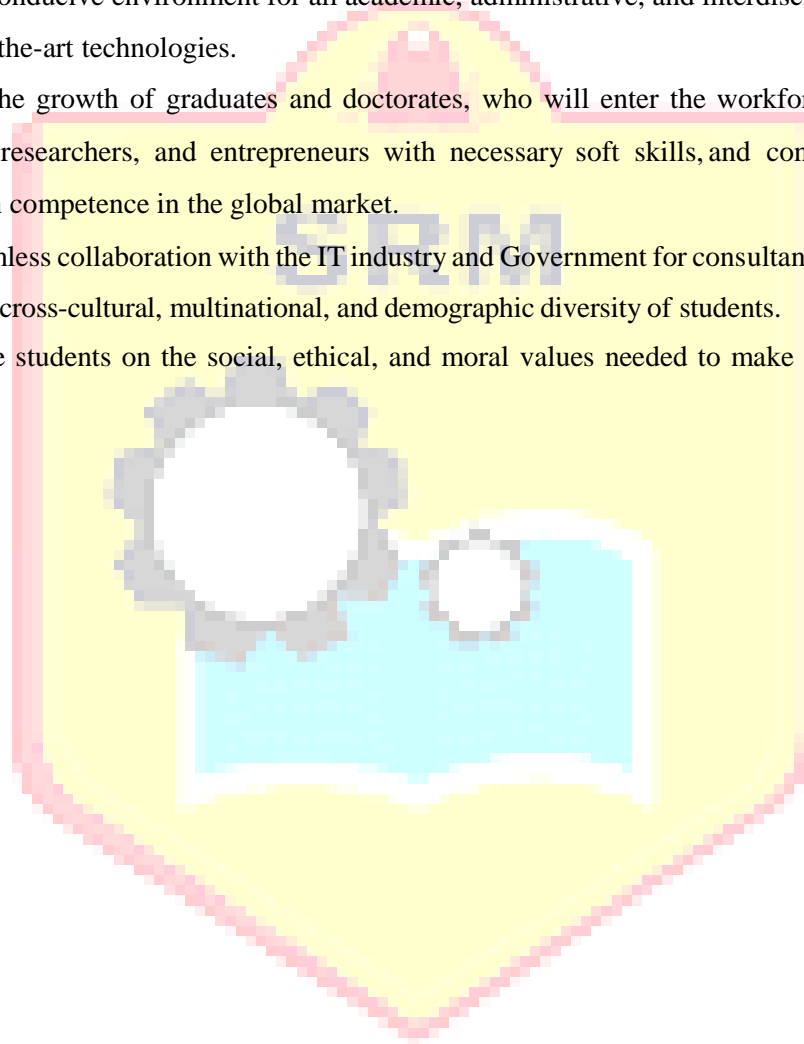 onducive environment for an academic, administrative, and interdisci
the-art technologies.
he growth of graduates and doctorates, who will enter the workfor
researchers, and entrepreneurs with necessary soft skills, and con
competence in the global market.
SRM
nless collaboration with the IT industry and Government for consultan
cross-cultural, multinational, and demographic diversity of students.
e students on the social, ethical, and moral values needed to make